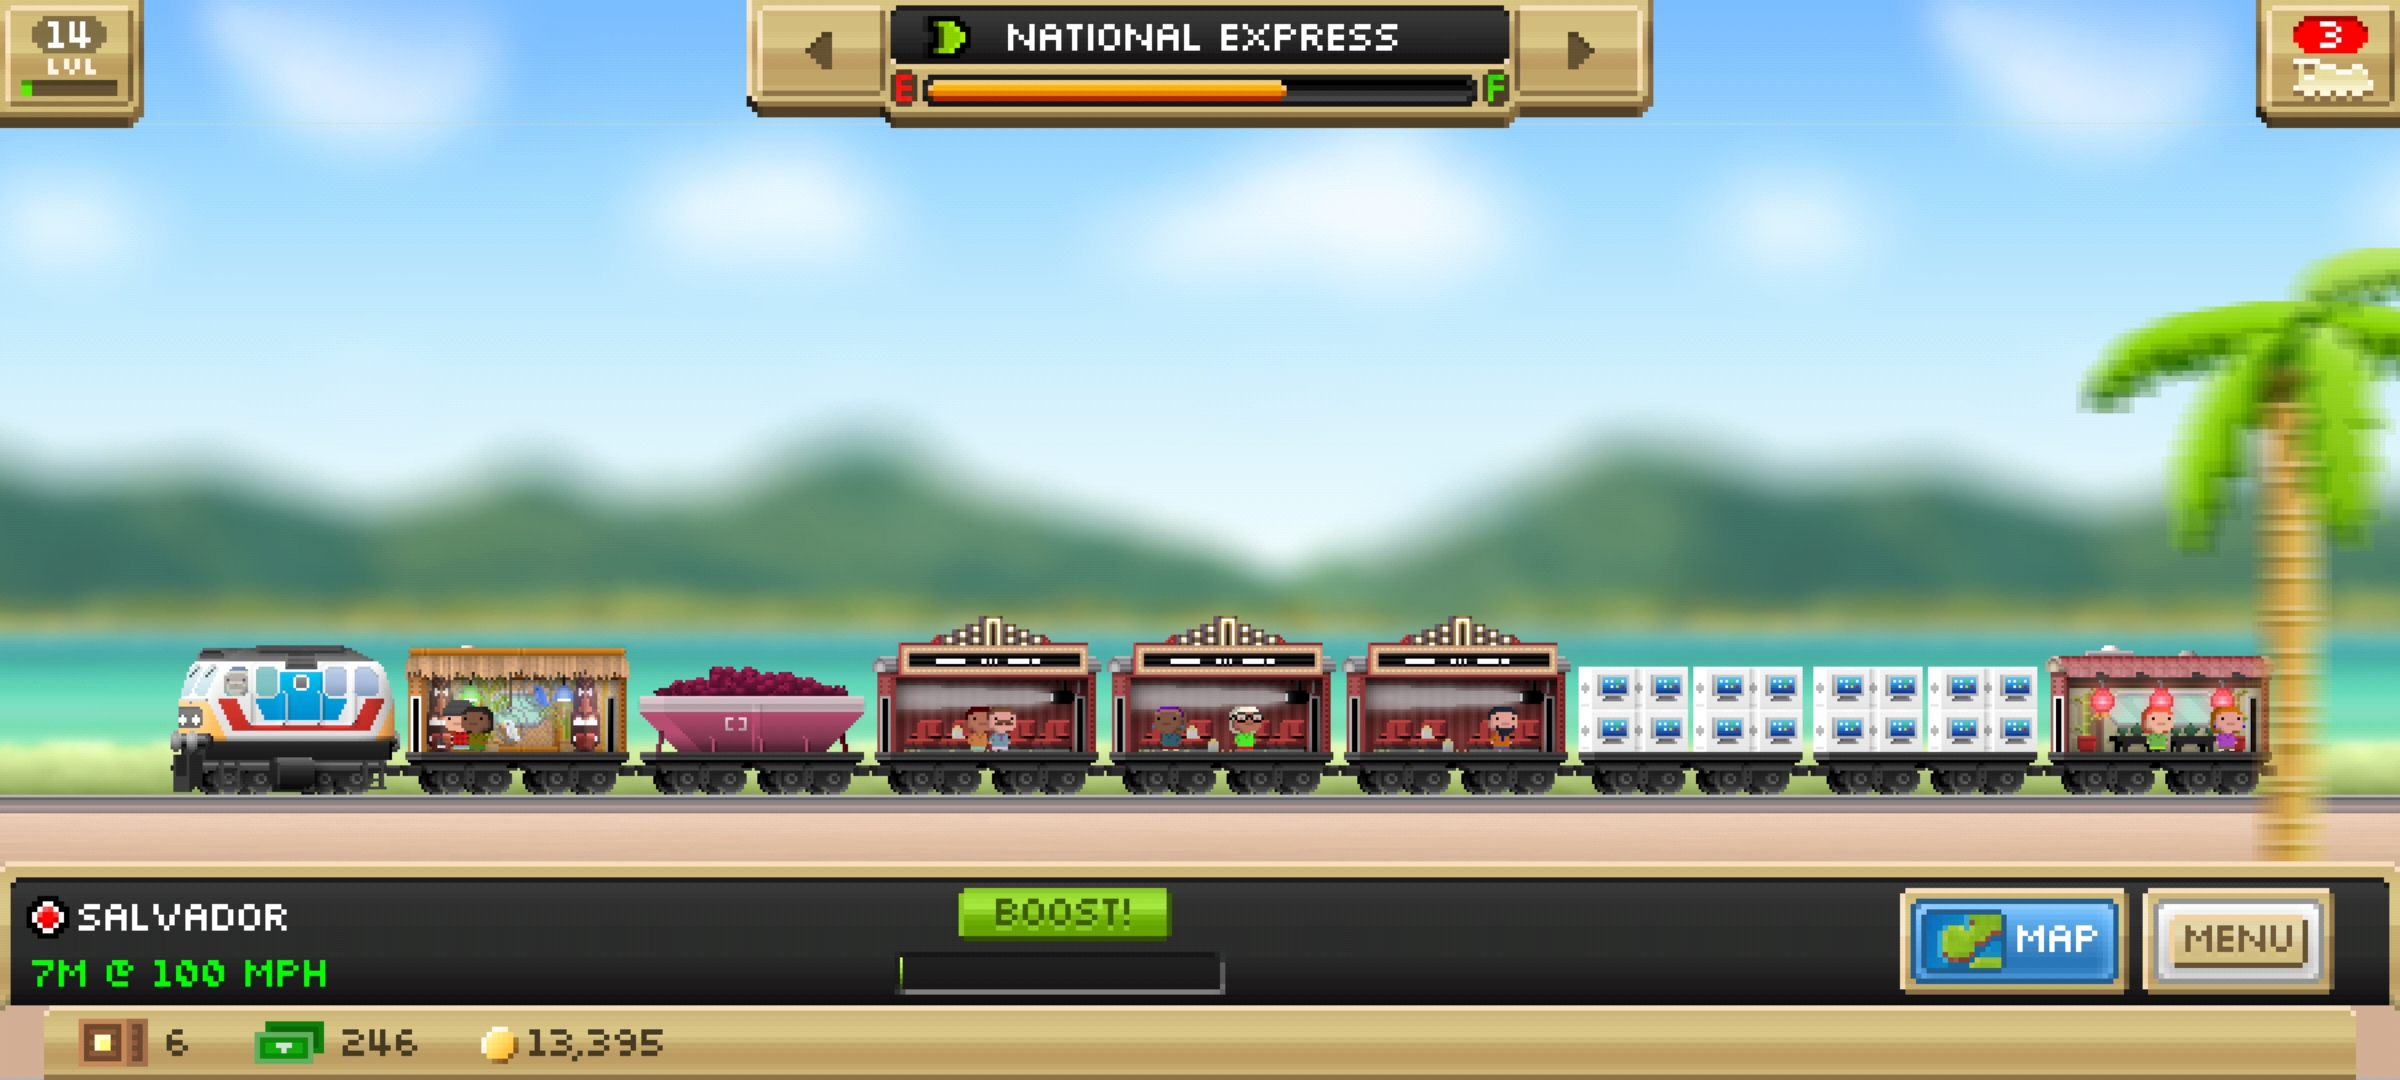 14
LVL
NATIONAL EXPRESS
E F
3
SALVADOR
7M @ 100 MPH
BOOST!
MAP
MENU
6
246
13,395